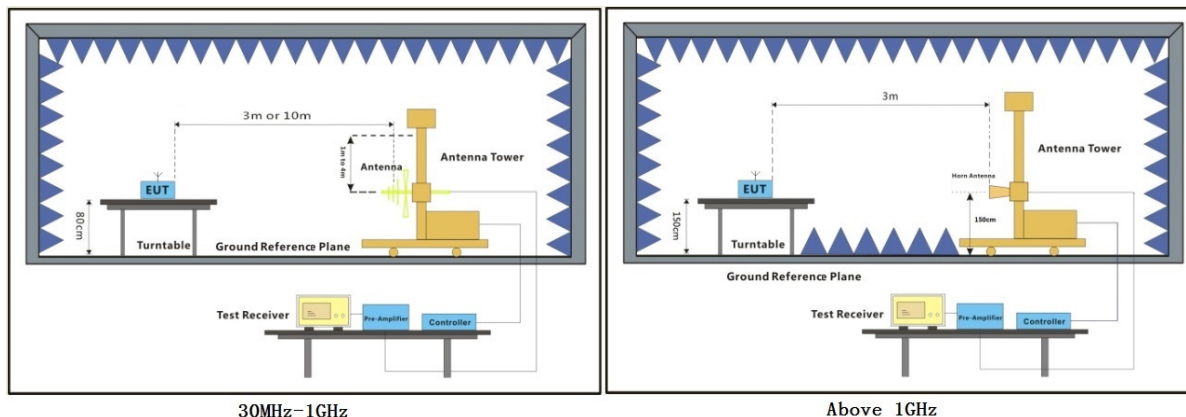 3m or 10m
1m to 4m
Antenna
Antenna Tower
EUT
80cm
Turntable
Ground Reference Plane
Test Receiver
Pre-Amplifier
Controller
30MHz-1GHz
3m
Antenna Tower
Horn Antenna
EUT
150cm
150cm
Turntable
Ground Reference Plane
Test Receiver
Pre-Amplifier
Controller
Above 1GHz